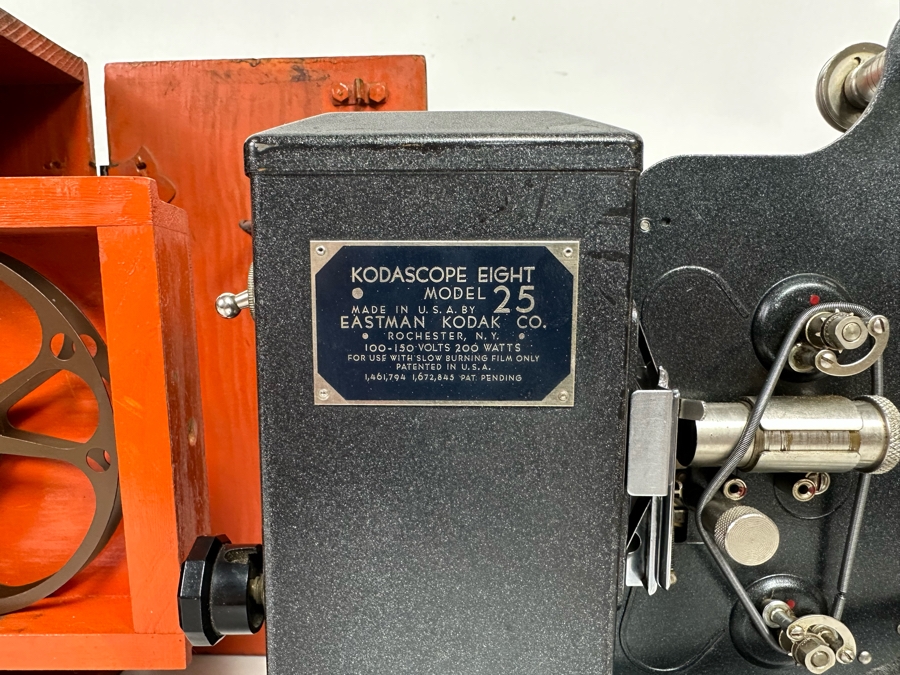 KODASCOPE EIGHT
MODEL 25
MADE IN U.S.A. BY
EASTMAN KODAK CO.
• ROCHESTER, N.Y. •
100-150 VOLTS 200 WATTS
FOR USE WITH SLOW BURNING FILM ONLY
PATENTED IN U.S.A.
1,461,794 1,672,845 PAT. PENDING